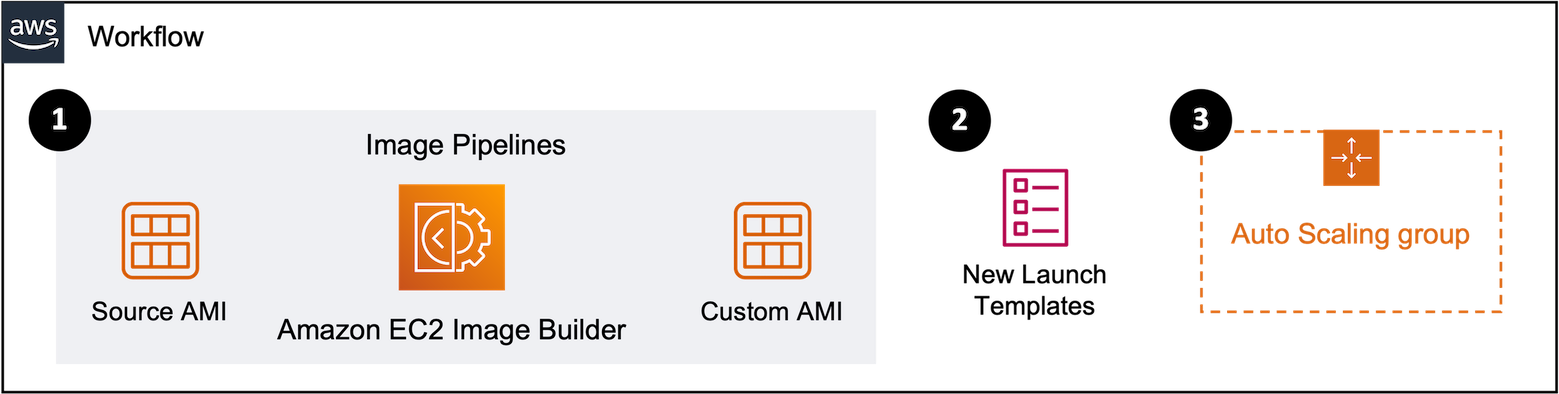 aws
Workflow
1
Image Pipelines
Source AMI
Amazon EC2 Image Builder
Custom AMI
2
New Launch
Templates
3
Auto Scaling group